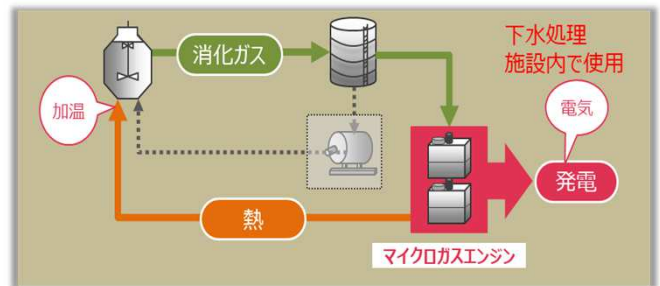 下水処理
施設内で使用
消化ガス
加温
電気
発電
熱
マイクロガスエンジン